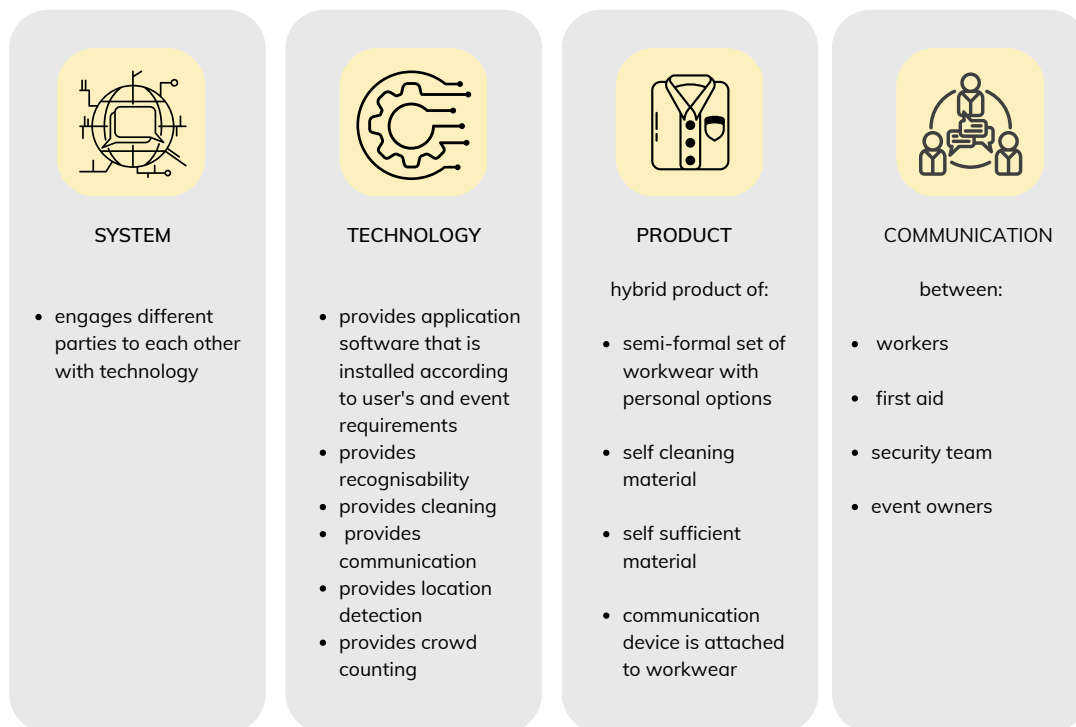 SYSTEM
• engages different
parties to each other
with technology
TECHNOLOGY
• provides application
software that is
installed according
to user's and event
requirements
• provides
recognisability
• provides cleaning
• provides
communication
• provides location
detection
• provides crowd
counting
PRODUCT
hybrid product of:
• semi-formal set of
workwear with
personal options
• self cleaning
material
• self sufficient
material
• communication
device is attached
to workwear
COMMUNICATION
between:
• workers
• first aid
• security team
• event owners